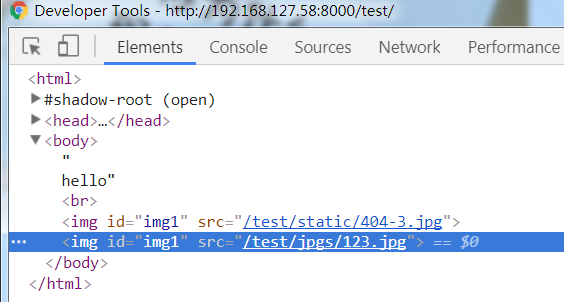 Developer Tools - http://192.168.127.58:8000/test/
Elements Console Sources Network Performance
<html>
▶#shadow-root (open)
▶<head>…</head>
▼<body>
"
hello"
<br>
<img id="img1" src="/test/static/404-3.jpg">
··· <img id="img1" src="/test/jpgs/123.jpg"> == $0
</body>
</html>